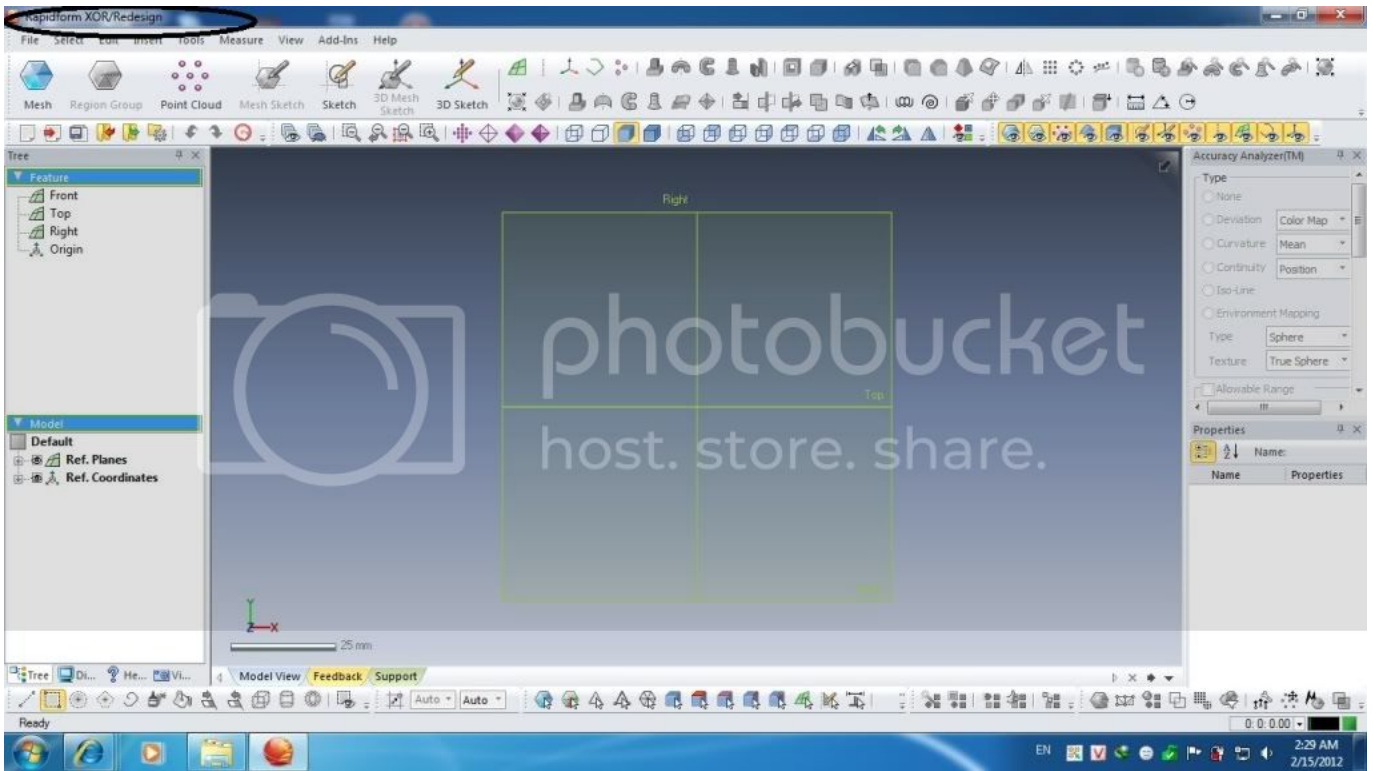 Rapidform XOR/Redesign
File Select Edit Insert Tools Measure View Add-Ins Help
Mesh Region Group Point Cloud Mesh Sketch Sketch 3D Mesh Sketch 3D Sketch
Tree
Feature
Front
Top
Right
Origin
Model
Default
Ref. Planes
Ref. Coordinates
Right
Top
photobucket
host. store. share.
Y
Z X
25 mm
Accuracy Analyzer(TM)
Type
None
Deviation Color Map
Curvature Mean
Continuity Position
Iso-Line
Environment Mapping
Type Sphere
Texture True Sphere
Allowable Range
Properties
Name:
Name Properties
Tree Di... He... Vi...
Model View Feedback Support
Auto Auto
Ready
0: 0: 0.00
EN
2:29 AM
2/15/2012